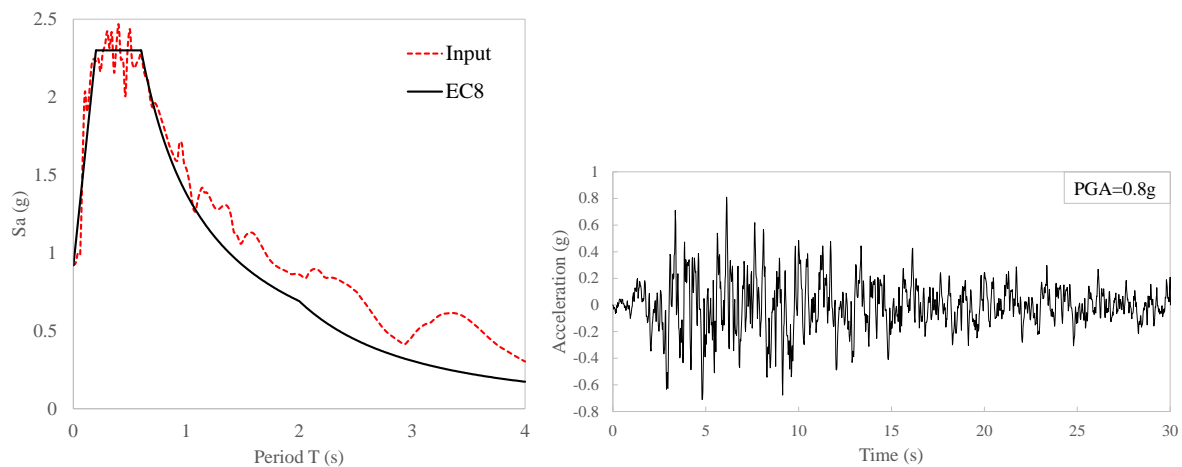 2.5
2
1.5
1
0.5
0
Sa (g)
Input
EC8
0 1 2 3 4
Period T (s)
1
0.8
0.6
0.4
0.2
0
-0.2
-0.4
-0.6
-0.8
Acceleration (g)
PGA=0.8g
0 5 10 15 20 25 30
Time (s)